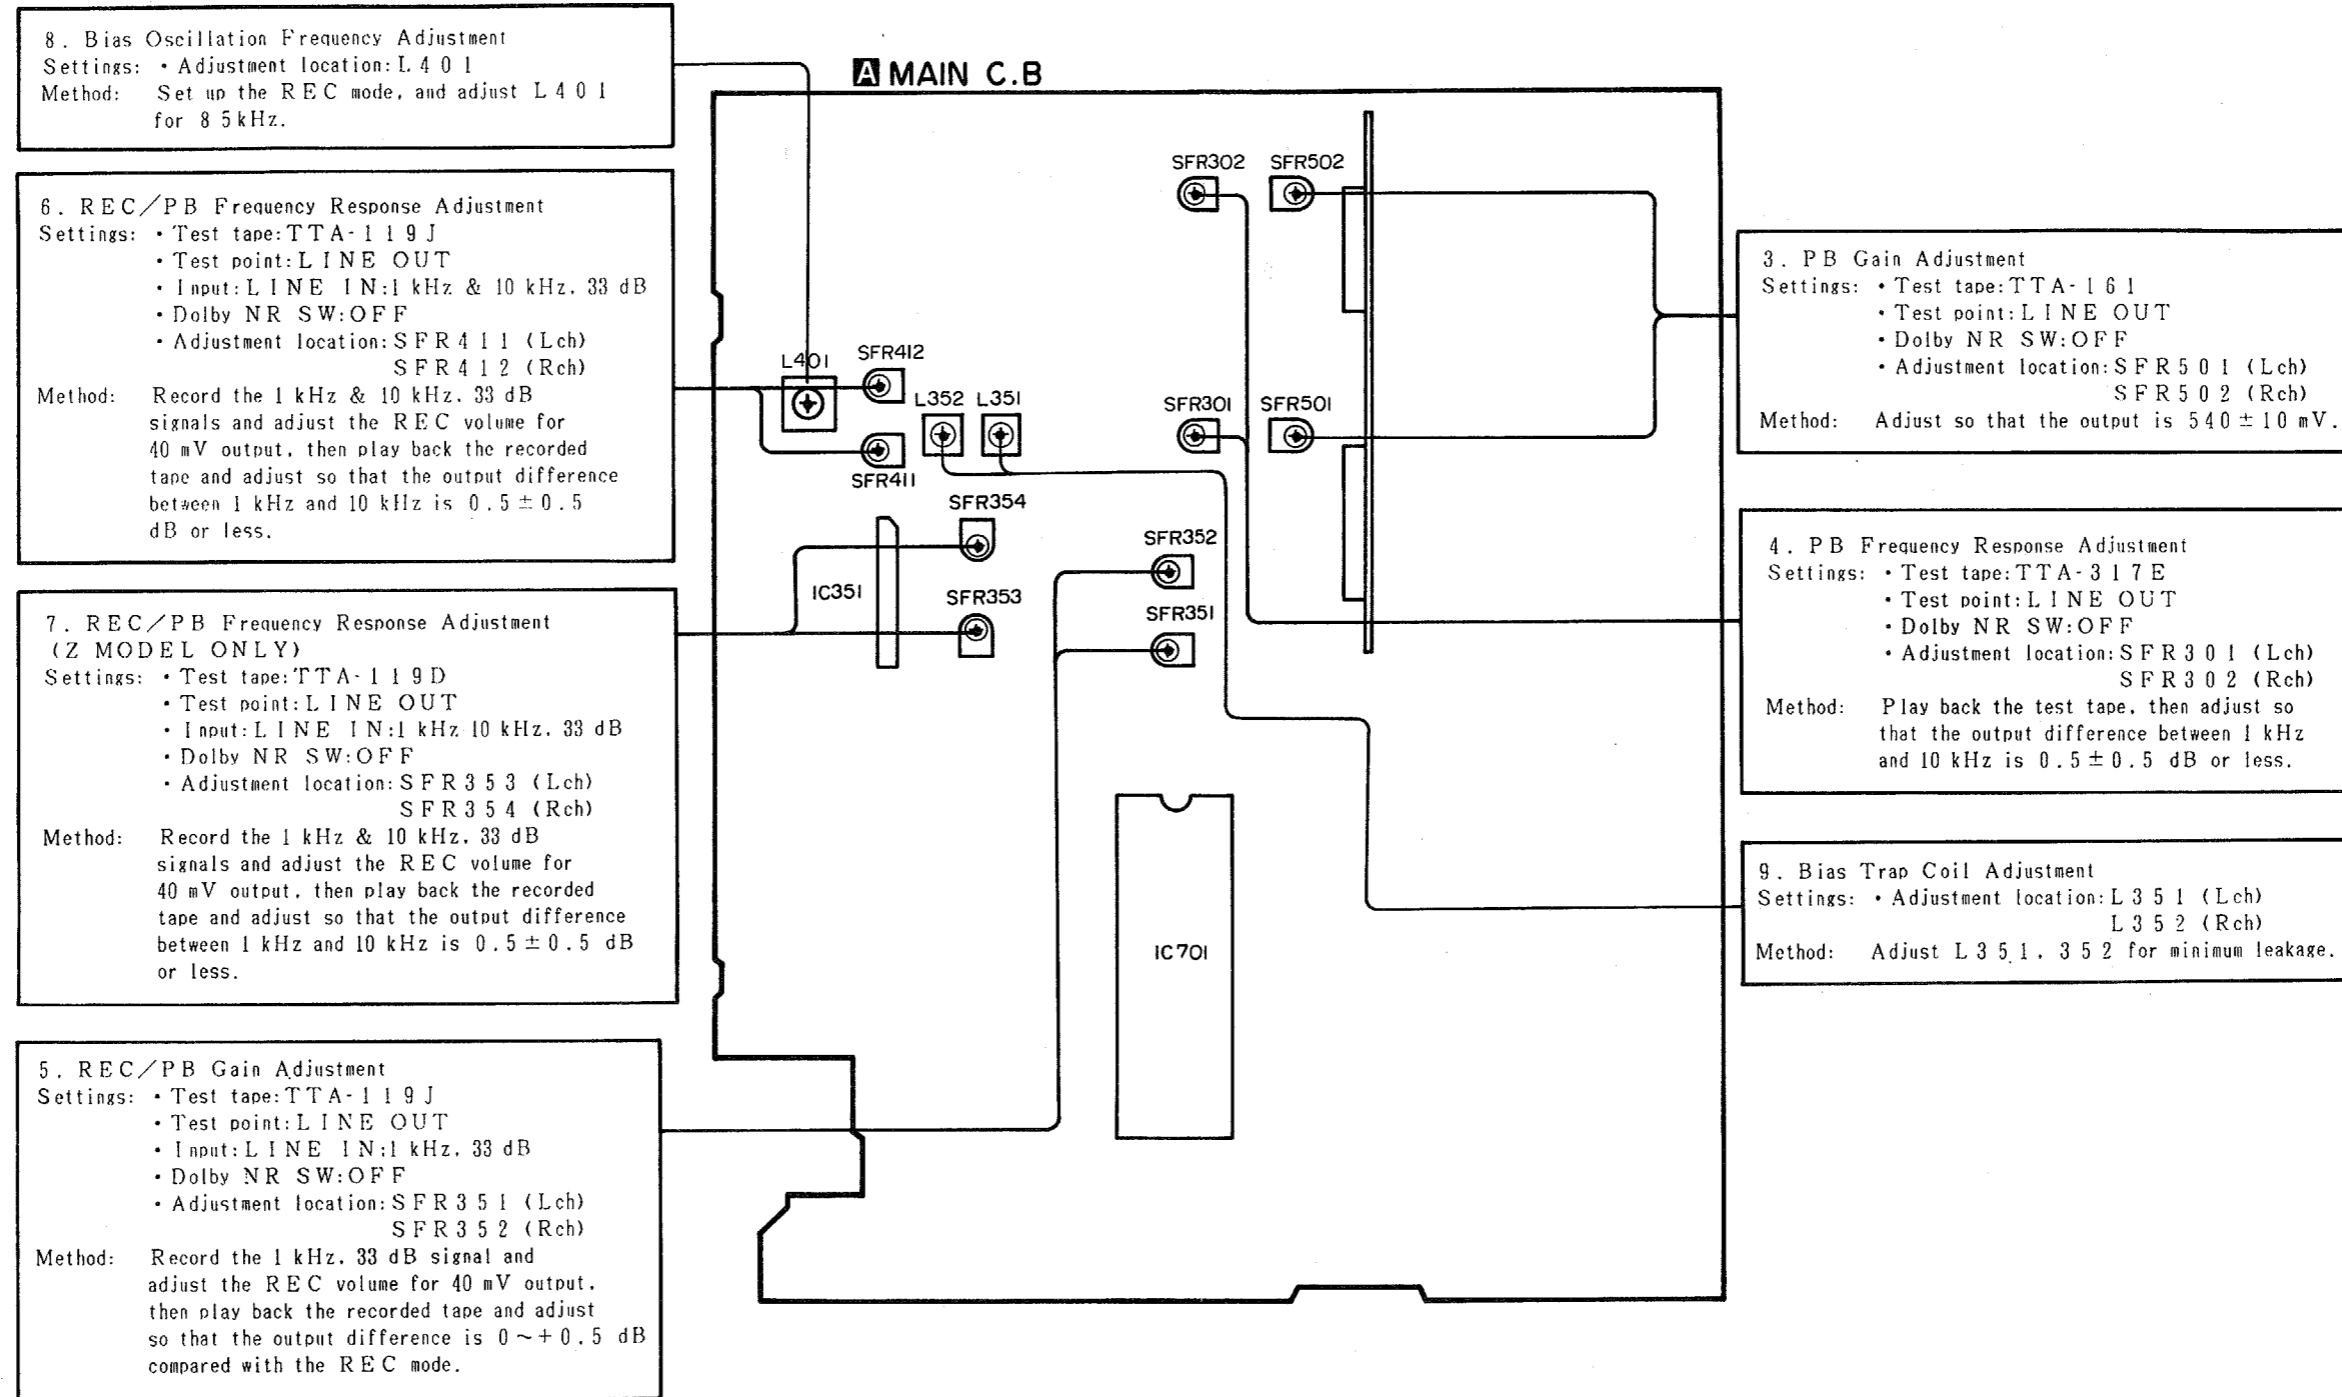 8. Bias Oscillation Frequency Adjustment
Settings: • Adjustment location: L401
Method: Set up the REC mode, and adjust L401
for 85kHz.
6. REC/PB Frequency Response Adjustment
Settings: • Test tape: TTA-119J
• Test point: LINE OUT
• Input: LINE IN: 1 kHz & 10 kHz, 33 dB
• Dolby NR SW: OFF
• Adjustment location: SFR411 (Lch)
SFR412 (Rch)
Method: Record the 1 kHz & 10 kHz, 33 dB
signals and adjust the REC volume for
40 mV output, then play back the recorded
tape and adjust so that the output difference
between 1 kHz and 10 kHz is 0.5±0.5
dB or less.
7. REC/PB Frequency Response Adjustment
(Z MODEL ONLY)
Settings: • Test tape: TTA-119D
• Test point: LINE OUT
• Input: LINE IN: 1 kHz 10 kHz, 33 dB
• Dolby NR SW: OFF
• Adjustment location: SFR353 (Lch)
SFR354 (Rch)
Method: Record the 1 kHz & 10 kHz, 33 dB
signals and adjust the REC volume for
40 mV output, then play back the recorded
tape and adjust so that the output difference
between 1 kHz and 10 kHz is 0.5±0.5 dB
or less.
5. REC/PB Gain Adjustment
Settings: • Test tape: TTA-119J
• Test point: LINE OUT
• Input: LINE IN: 1 kHz, 33 dB
• Dolby NR SW: OFF
• Adjustment location: SFR351 (Lch)
SFR352 (Rch)
Method: Record the 1 kHz, 33 dB signal and
adjust the REC volume for 40 mV output,
then play back the recorded tape and adjust
so that the output difference is 0~+0.5 dB
compared with the REC mode.
A MAIN C.B
SFR302 SFR502
L401 SFR412
L352 L351
SFR301 SFR501
SFR411
SFR354
SFR352
IC351
SFR353
SFR351
IC701
3. PB Gain Adjustment
Settings: • Test tape: TTA-161
• Test point: LINE OUT
• Dolby NR SW: OFF
• Adjustment location: SFR501 (Lch)
SFR502 (Rch)
Method: Adjust so that the output is 540±10 mV.
4. PB Frequency Response Adjustment
Settings: • Test tape: TTA-317E
• Test point: LINE OUT
• Dolby NR SW: OFF
• Adjustment location: SFR301 (Lch)
SFR302 (Rch)
Method: Play back the test tape, then adjust so
that the output difference between 1 kHz
and 10 kHz is 0.5±0.5 dB or less.
9. Bias Trap Coil Adjustment
Settings: • Adjustment location: L351 (Lch)
L352 (Rch)
Method: Adjust L351, 352 for minimum leakage.